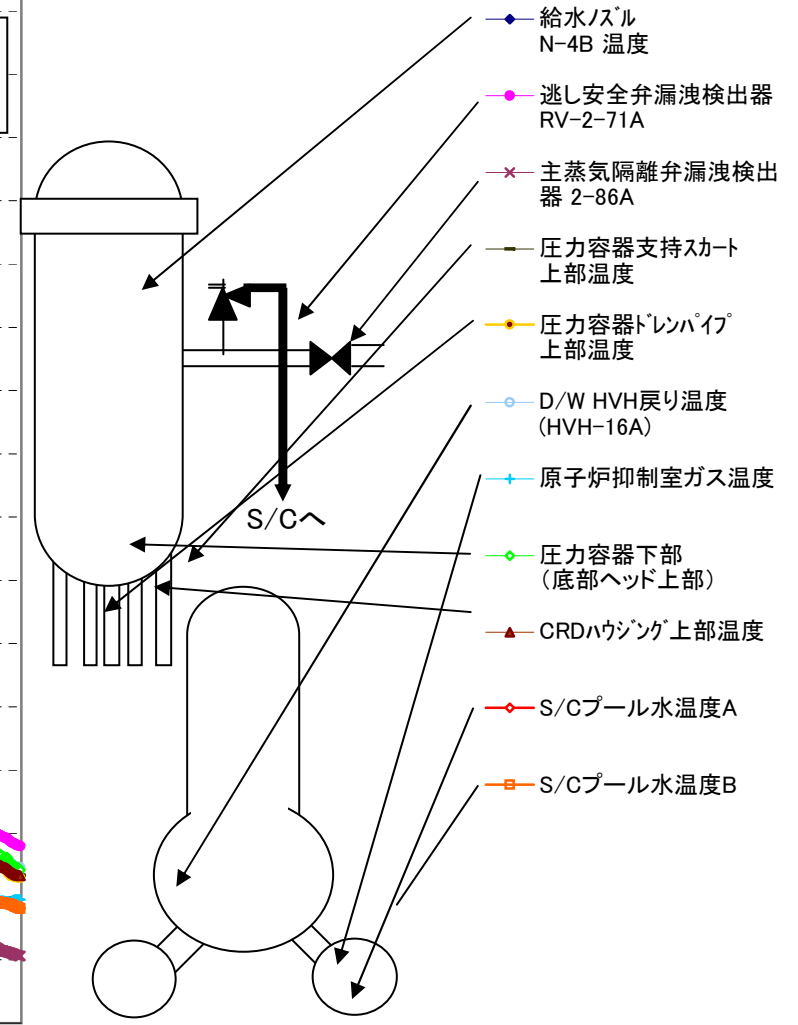 給水ﾉｽﾞﾙ
N-4B 温度
逃し安全弁漏洩検出器
RV-2-71A
主蒸気隔離弁漏洩検出
器 2-86A
圧力容器支持ｽｶｰﾄ
上部温度
圧力容器ﾄﾞﾚﾝﾊﾟｲﾌﾟ
上部温度
D/W HVH戻り温度
(HVH-16A)
原子炉抑制室ガス温度
S/Cへ
圧力容器下部
（底部ヘッド上部）
CRDﾊｳｼﾞﾝｸﾞ上部温度
S/Cプール水温度A
S/Cプール水温度B